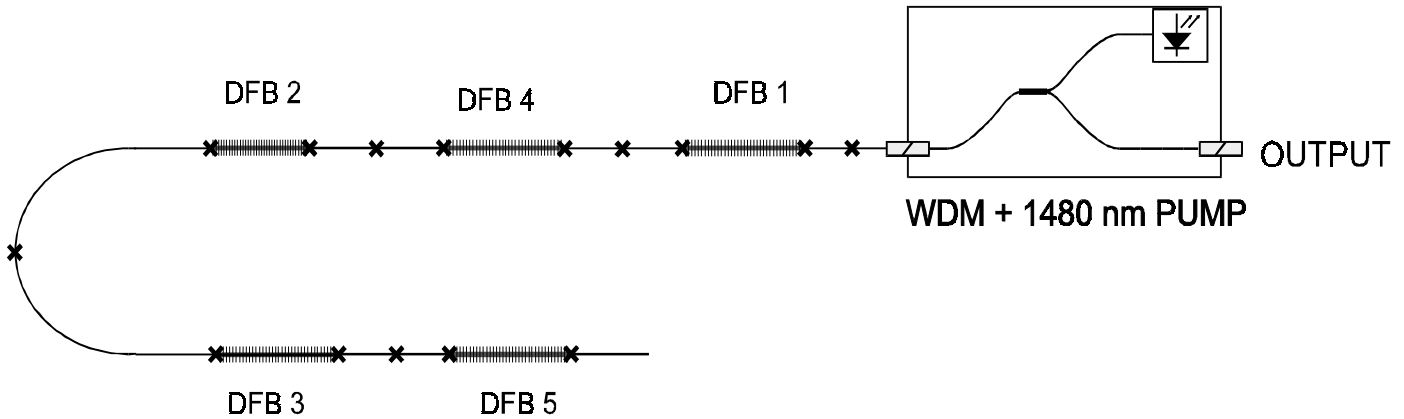 DFB 2
DFB 4
DFB 1
OUTPUT
WDM + 1480 nm PUMP
DFB 3
DFB 5